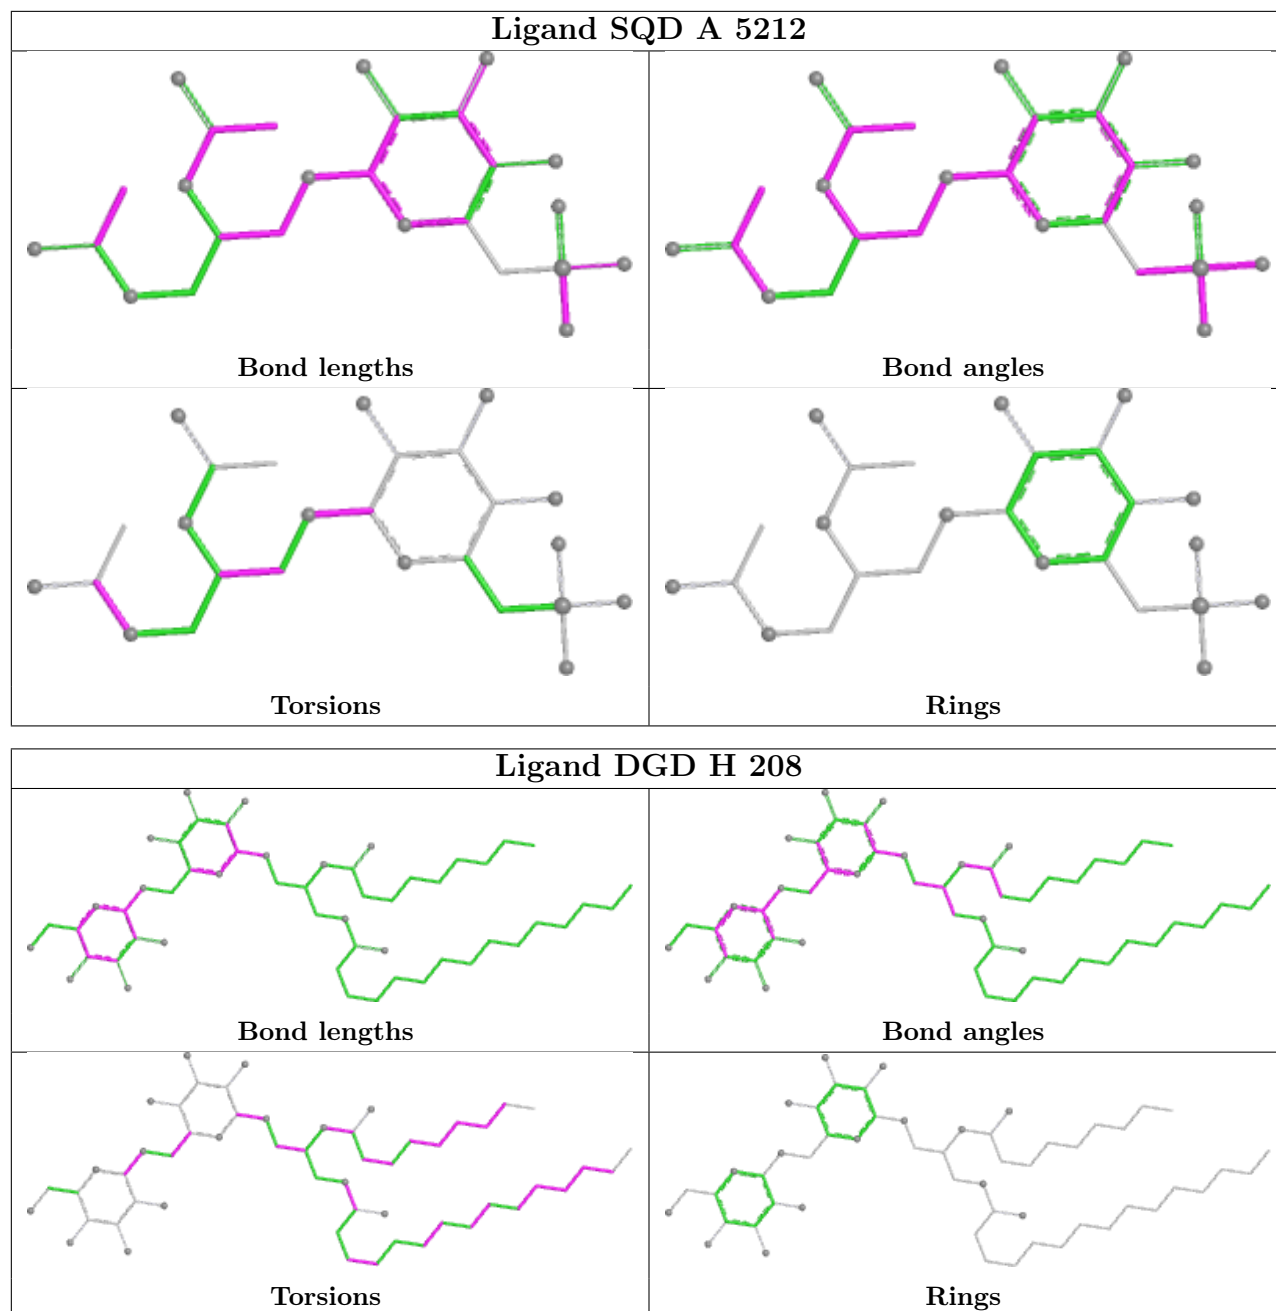 Ligand SQD A 5212
Bond lengths
Bond angles
Torsions
Rings
Ligand DGD H 208
Bond lengths
Bond angles
Torsions
Rings